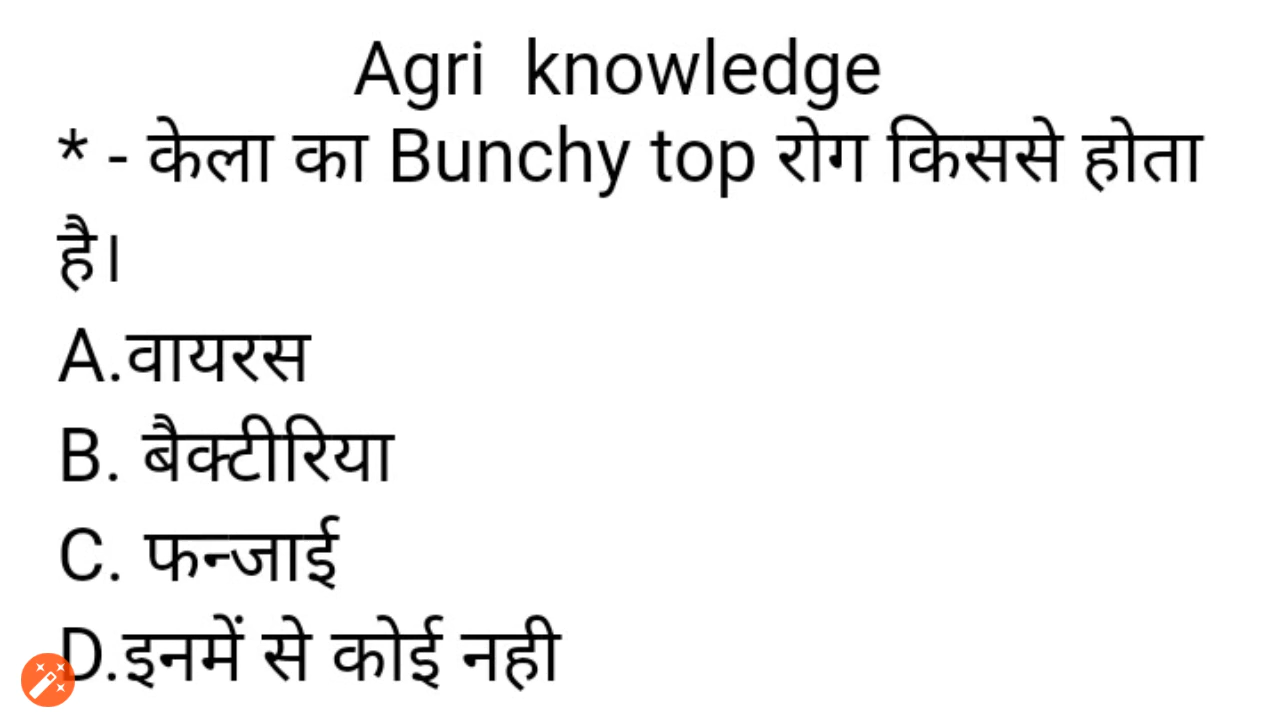 Agri knowledge
* - केला का Bunchy top रोग किससे होता
है।
A.वायरस
B. बैक्टीरिया
C. फन्जाई
D.इनमें से कोई नही